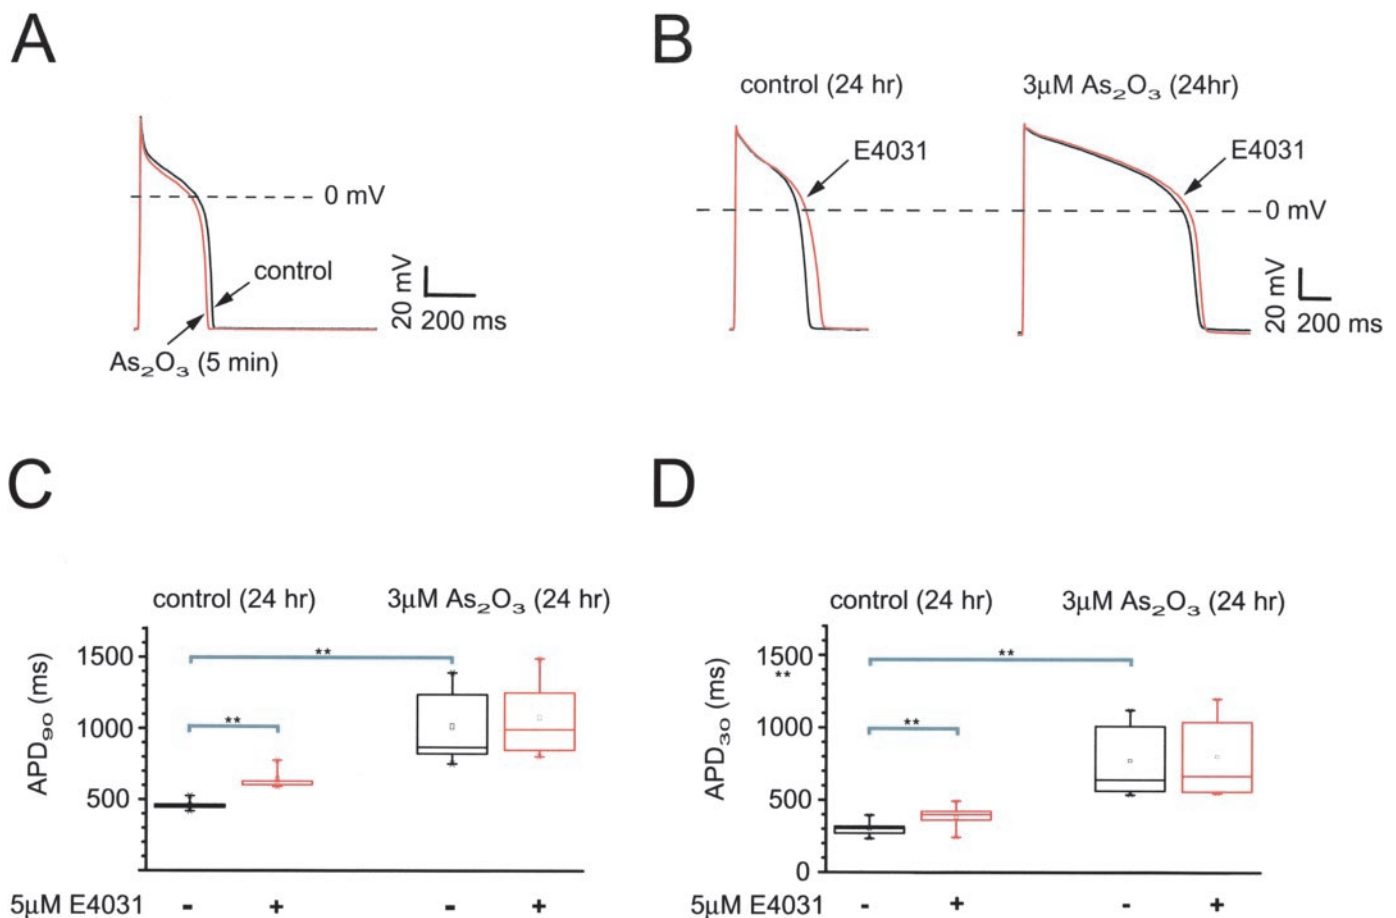 A
B
control (24 hr)
3μM As₂O₃ (24hr)
E4031
E4031
0 mV
0 mV
control
20 mV
200 ms
As₂O₃ (5 min)
20 mV
200 ms
C
D
control (24 hr)
3μM As₂O₃ (24 hr)
control (24 hr)
3μM As₂O₃ (24 hr)
APD₉₀ (ms)
1500
1000
500
**
**
APD₃₀ (ms)
1500
**
1000
500
0
**
**
5μM E4031 - + - +
5μM E4031 - + - +